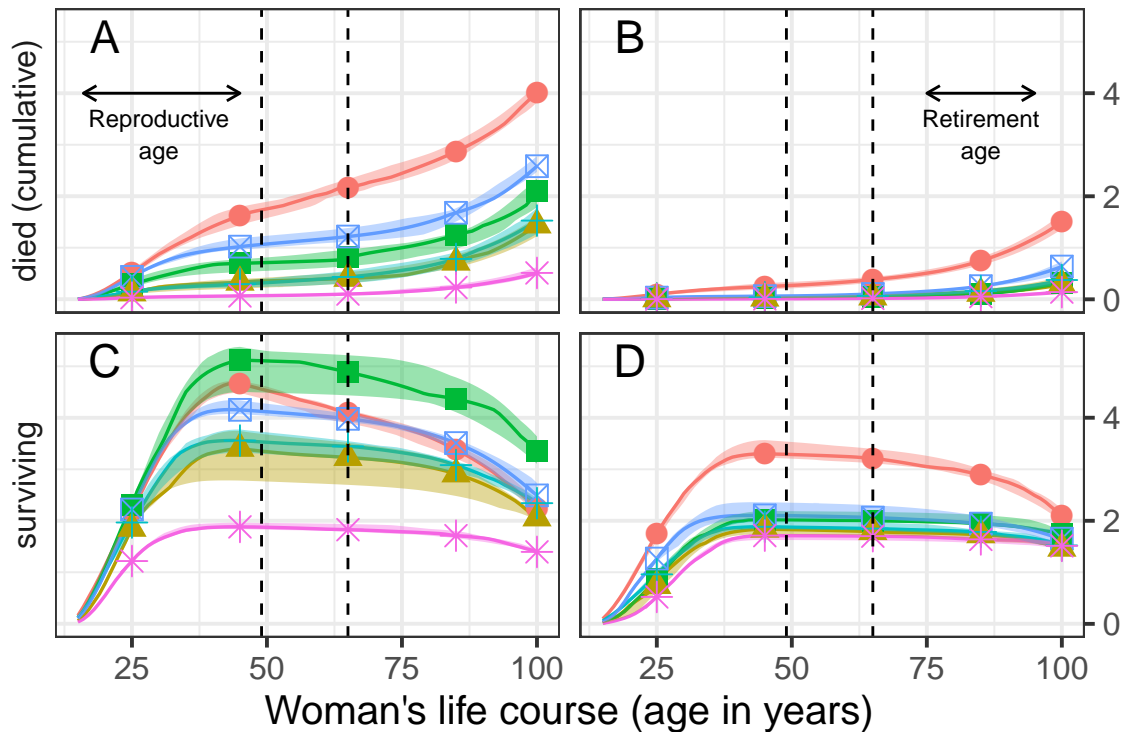 A
B
died (cumulative)
Reproductive
age
Retirement
age
4
2
0
C
D
surviving
4
2
0
25
50
75
100
25
50
75
100
Woman's life course (age in years)